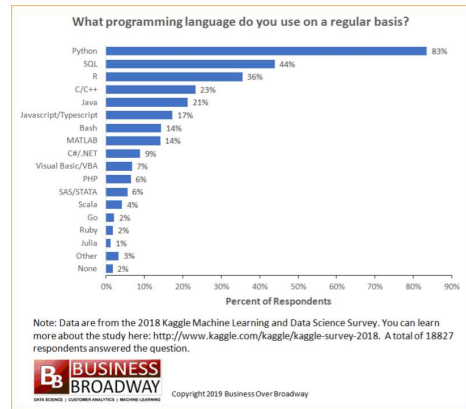 What programming language do you use on a regular basis?
Python 83%
SQL 44%
R 36%
C/C++ 23%
Java 21%
Javascript/Typescript 17%
Bash 14%
MATLAB 14%
C#/.NET 9%
Visual Basic/VBA 7%
PHP 6%
SAS/STATA 6%
Scala 4%
Go 2%
Ruby 2%
Julia 1%
Other 3%
None 2%
0% 10% 20% 30% 40% 50% 60% 70% 80% 90%
Percent of Respondents
Note: Data are from the 2018 Kaggle Machine Learning and Data Science Survey. You can learn
more about the study here: http://www.kaggle.com/kaggle/kaggle-survey-2018. A total of 18827
respondents answered the question.
BB BUSINESS
BROADWAY
DATA SCIENCE | CUSTOMER ANALYTICS | MACHINE LEARNING
Copyright 2019 Business Over Broadway